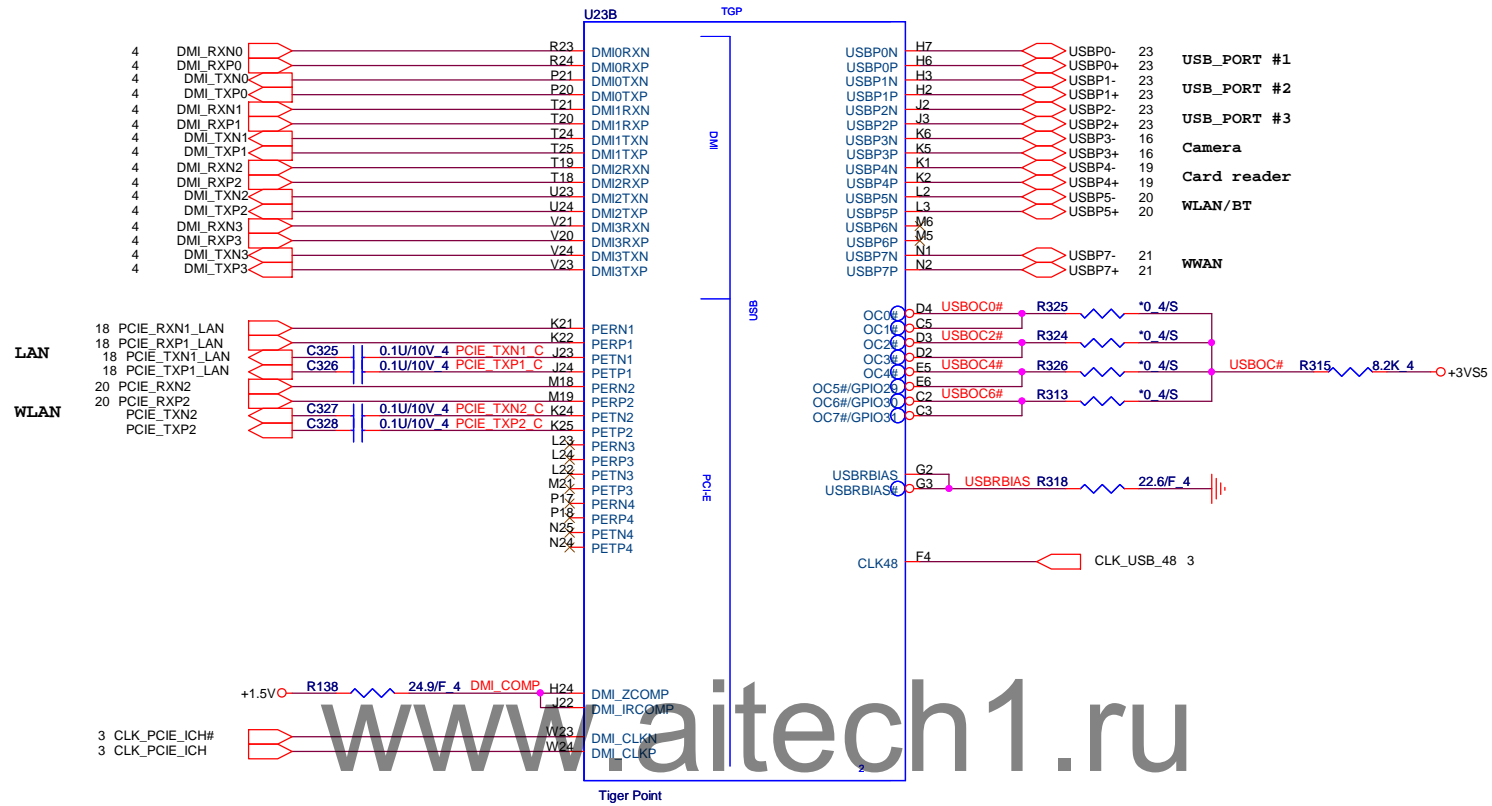 U23B TGP
4 DMI_RXN0 R23 DMI0RXN USBP0N H7 USBP0- 23
4 DMI_RXP0 R24 DMI0RXP USBP0P H6 USBP0+ 23 USB_PORT #1
4 DMI_TXN0 P21 DMI0TXN USBP1N H3 USBP1- 23
4 DMI_TXP0 P20 DMI0TXP USBP1P H2 USBP1+ 23 USB_PORT #2
4 DMI_RXN1 T21 DMI1RXN USBP2N J2 USBP2- 23
4 DMI_RXP1 T20 DMI1RXP USBP2P J3 USBP2+ 23 USB_PORT #3
4 DMI_TXN1 T24 DMI1TXN USBP3N K6 USBP3- 16
4 DMI_TXP1 T25 DMI1TXP USBP3P K5 USBP3+ 16 Camera
4 DMI_RXN2 T19 DMI2RXN USBP4N K1 USBP4- 19
4 DMI_RXP2 T18 DMI2RXP USBP4P K2 USBP4+ 19 Card reader
4 DMI_TXN2 U23 DMI2TXN USBP5N L2 USBP5- 20
4 DMI_TXP2 U24 DMI2TXP USBP5P L3 USBP5+ 20 WLAN/BT
4 DMI_RXN3 V21 DMI3RXN USBP6N M6
4 DMI_RXP3 V20 DMI3RXP USBP6P M5
4 DMI_TXN3 V24 DMI3TXN USBP7N N1 USBP7- 21
4 DMI_TXP3 V23 DMI3TXP USBP7P N2 USBP7+ 21 WWAN
DMI
USB
PCI-E
OC0# D4 USBOC0# R325 *0_4/S
18 PCIE_RXN1_LAN K21 PERN1 OC1# C5
18 PCIE_RXP1_LAN K22 PERP1 OC2# D3 USBOC2# R324 *0_4/S
LAN 18 PCIE_TXN1_LAN C325 0.1U/10V_4 PCIE_TXN1_C J23 PETN1 OC3# D2
18 PCIE_TXP1_LAN C326 0.1U/10V_4 PCIE_TXP1_C J24 PETP1 OC4# E5 USBOC4# R326 *0_4/S USBOC# R315 8.2K_4 +3VS5
20 PCIE_RXN2 M18 PERN2 OC5#/GPIO29 E6
20 PCIE_RXP2 M19 PERP2 OC6#/GPIO30 C2 USBOC6# R313 *0_4/S
WLAN PCIE_TXN2 C327 0.1U/10V_4 PCIE_TXN2_C K24 PETN2 OC7#/GPIO31 C3
PCIE_TXP2 C328 0.1U/10V_4 PCIE_TXP2_C K25 PETP2
L23 PERN3
L24 PERP3
L22 PETN3 USBRBIAS G2
M21 PETP3 USBRBIAS# G3 USBRBIAS R318 22.6/F_4
P17 PERN4
P18 PERP4
N25 PETN4
N24 PETP4
CLK48 F4 CLK_USB_48 3
+1.5V R138 24.9/F_4 DMI_COMP H24 DMI_ZCOMP
J22 DMI_IRCOMP
3 CLK_PCIE_ICH# W23 DMI_CLKN
3 CLK_PCIE_ICH W24 DMI_CLKP
www.aitech1.ru
2
Tiger Point